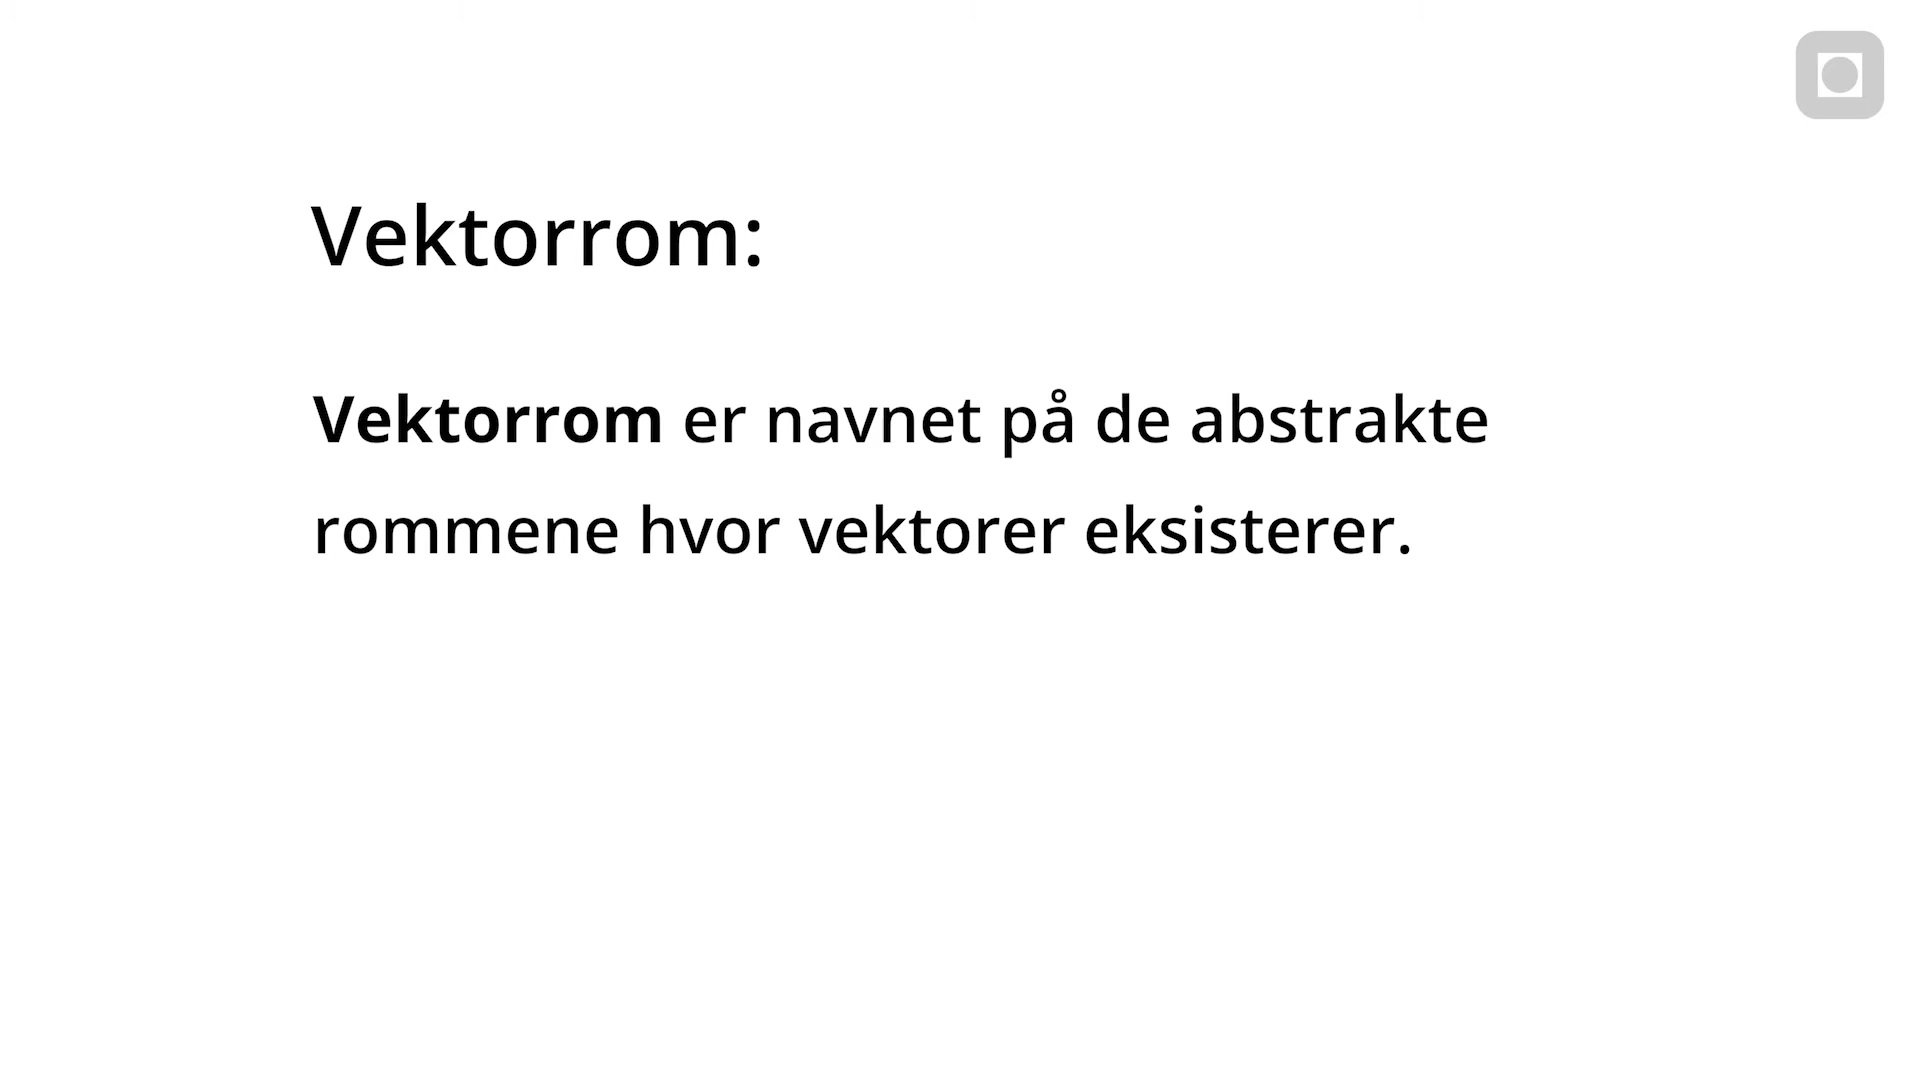 Vektorrom:
Vektorrom er navnet på de abstrakte
rommene hvor vektorer eksisterer.